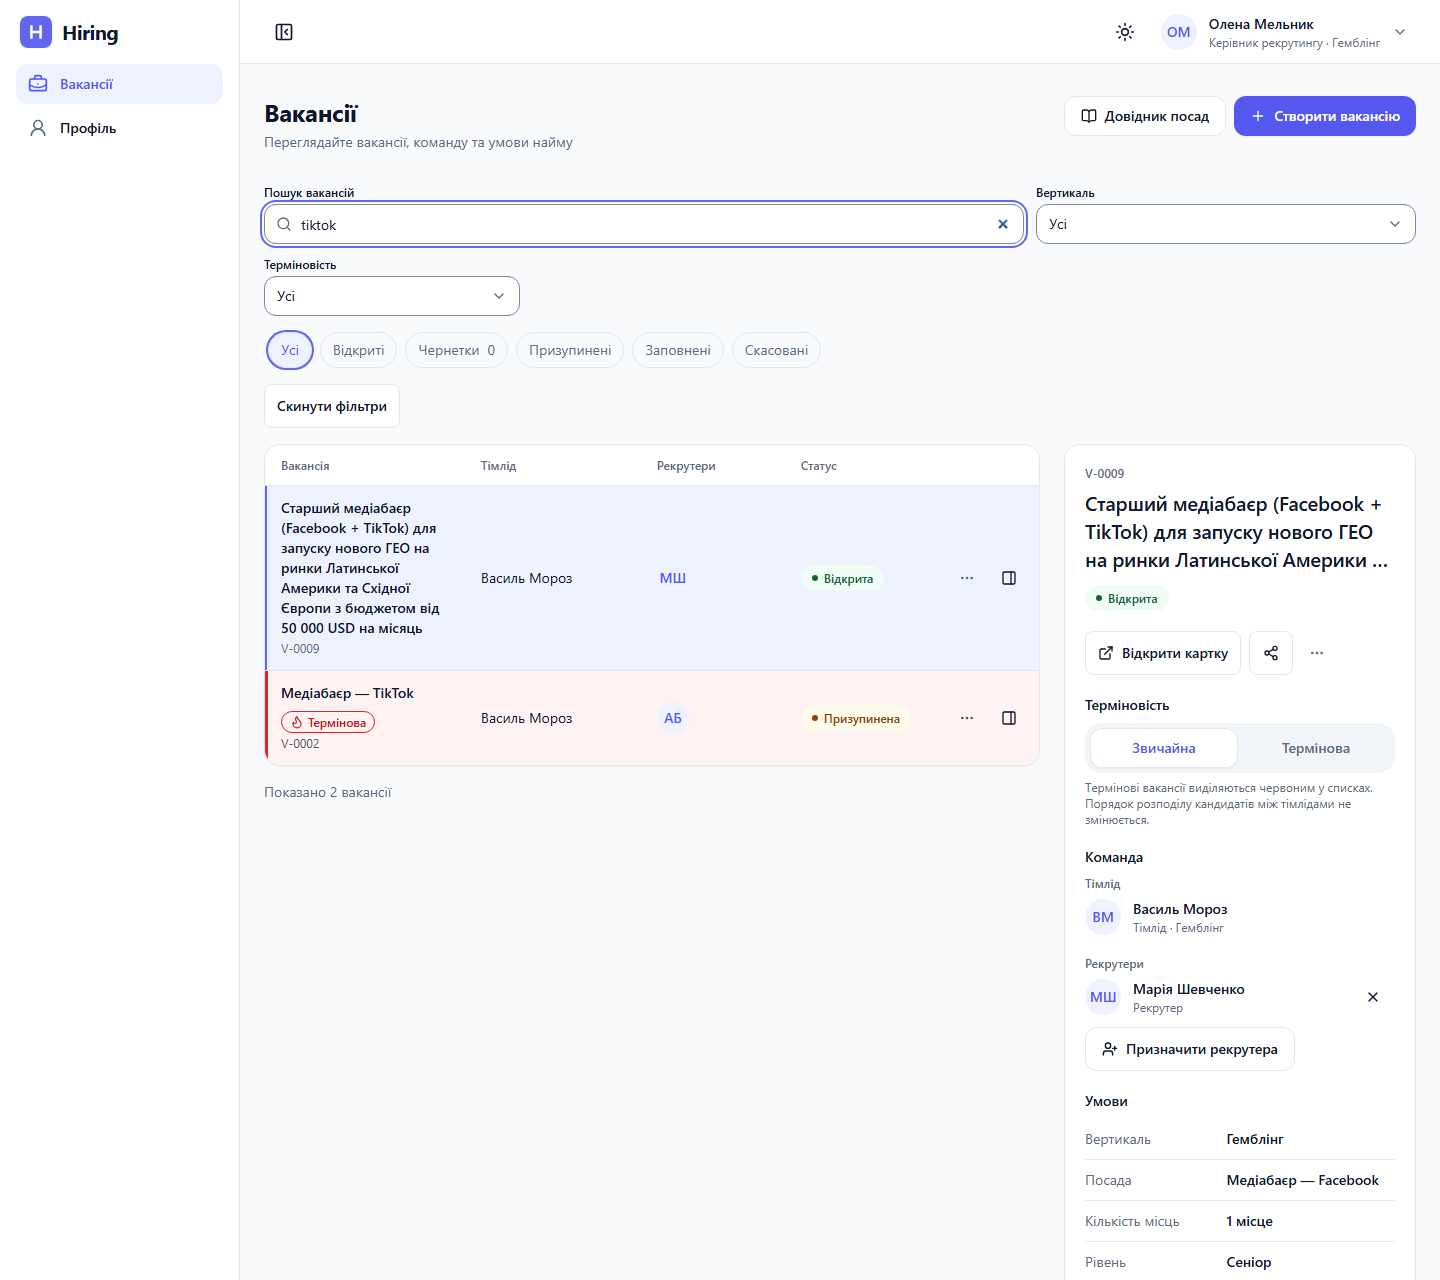 H Hiring
Вакансії
Профіль
ОМ
Олена Мельник
Керівник рекрутингу · Гемблінг
Вакансії
Переглядайте вакансії, команду та умови найму
Довідник посад
Створити вакансію
Пошук вакансій
tiktok
Вертикаль
Усі
Терміновість
Усі
Усі
Відкриті
Чернетки 0
Призупинені
Заповнені
Скасовані
Скинути фільтри
Вакансія
Тімлід
Рекрутери
Статус
Старший медіабаєр
(Facebook + TikTok) для
запуску нового ГЕО на
ринки Латинської
Америки та Східної
Європи з бюджетом від
50 000 USD на місяць
V-0009
Василь Мороз
МШ
Відкрита
Медіабаєр — TikTok
Термінова
V-0002
Василь Мороз
АБ
Призупинена
Показано 2 вакансії
V-0009
Старший медіабаєр (Facebook +
TikTok) для запуску нового ГЕО
на ринки Латинської Америки ...
Відкрита
Відкрити картку
Терміновість
Звичайна
Термінова
Термінові вакансії виділяються червоним у списках.
Порядок розподілу кандидатів між тімлідами не
змінюється.
Команда
Тімлід
ВМ
Василь Мороз
Тімлід · Гемблінг
Рекрутери
МШ
Марія Шевченко
Рекрутер
Призначити рекрутера
Умови
Вертикаль
Гемблінг
Посада
Медіабаєр — Facebook
Кількість місць
1 місце
Рівень
Сеніор